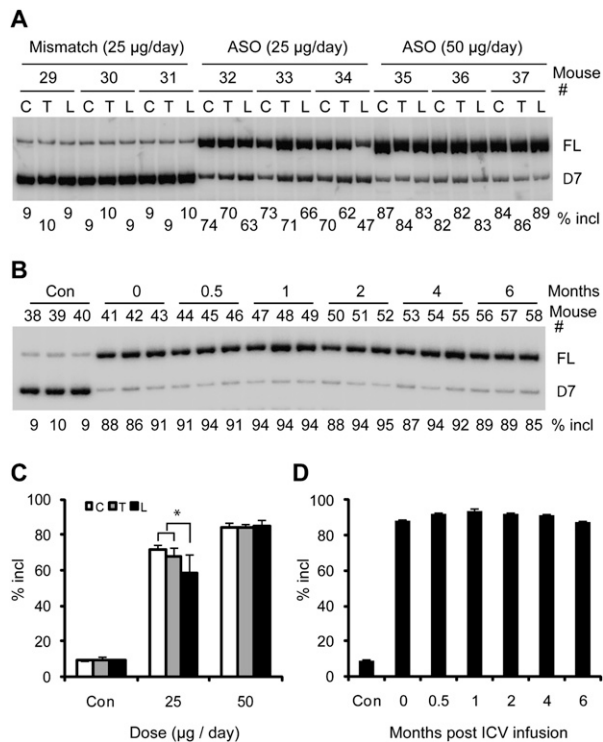 A
Mismatch (25 µg/day) ASO (25 µg/day) ASO (50 µg/day)
29 30 31 32 33 34 35 36 37 Mouse #
C T L C T L C T L C T L C T L C T L C T L C T L C T L
FL
D7
9 10 9 9 10 9 9 9 10 74 70 63 73 71 66 70 62 47 87 84 83 82 82 83 84 86 89 % incl
B
Con 0 0.5 1 2 4 6 Months
38 39 40 41 42 43 44 45 46 47 48 49 50 51 52 53 54 55 56 57 58 Mouse #
FL
D7
9 10 9 88 86 91 91 94 91 94 94 94 88 94 95 87 94 92 89 89 85 % incl
C
C T L
*
% incl
100
80
60
40
20
0
Con 25 50
Dose (µg / day)
D
% incl
100
80
60
40
20
0
Con 0 0.5 1 2 4 6
Months post ICV infusion